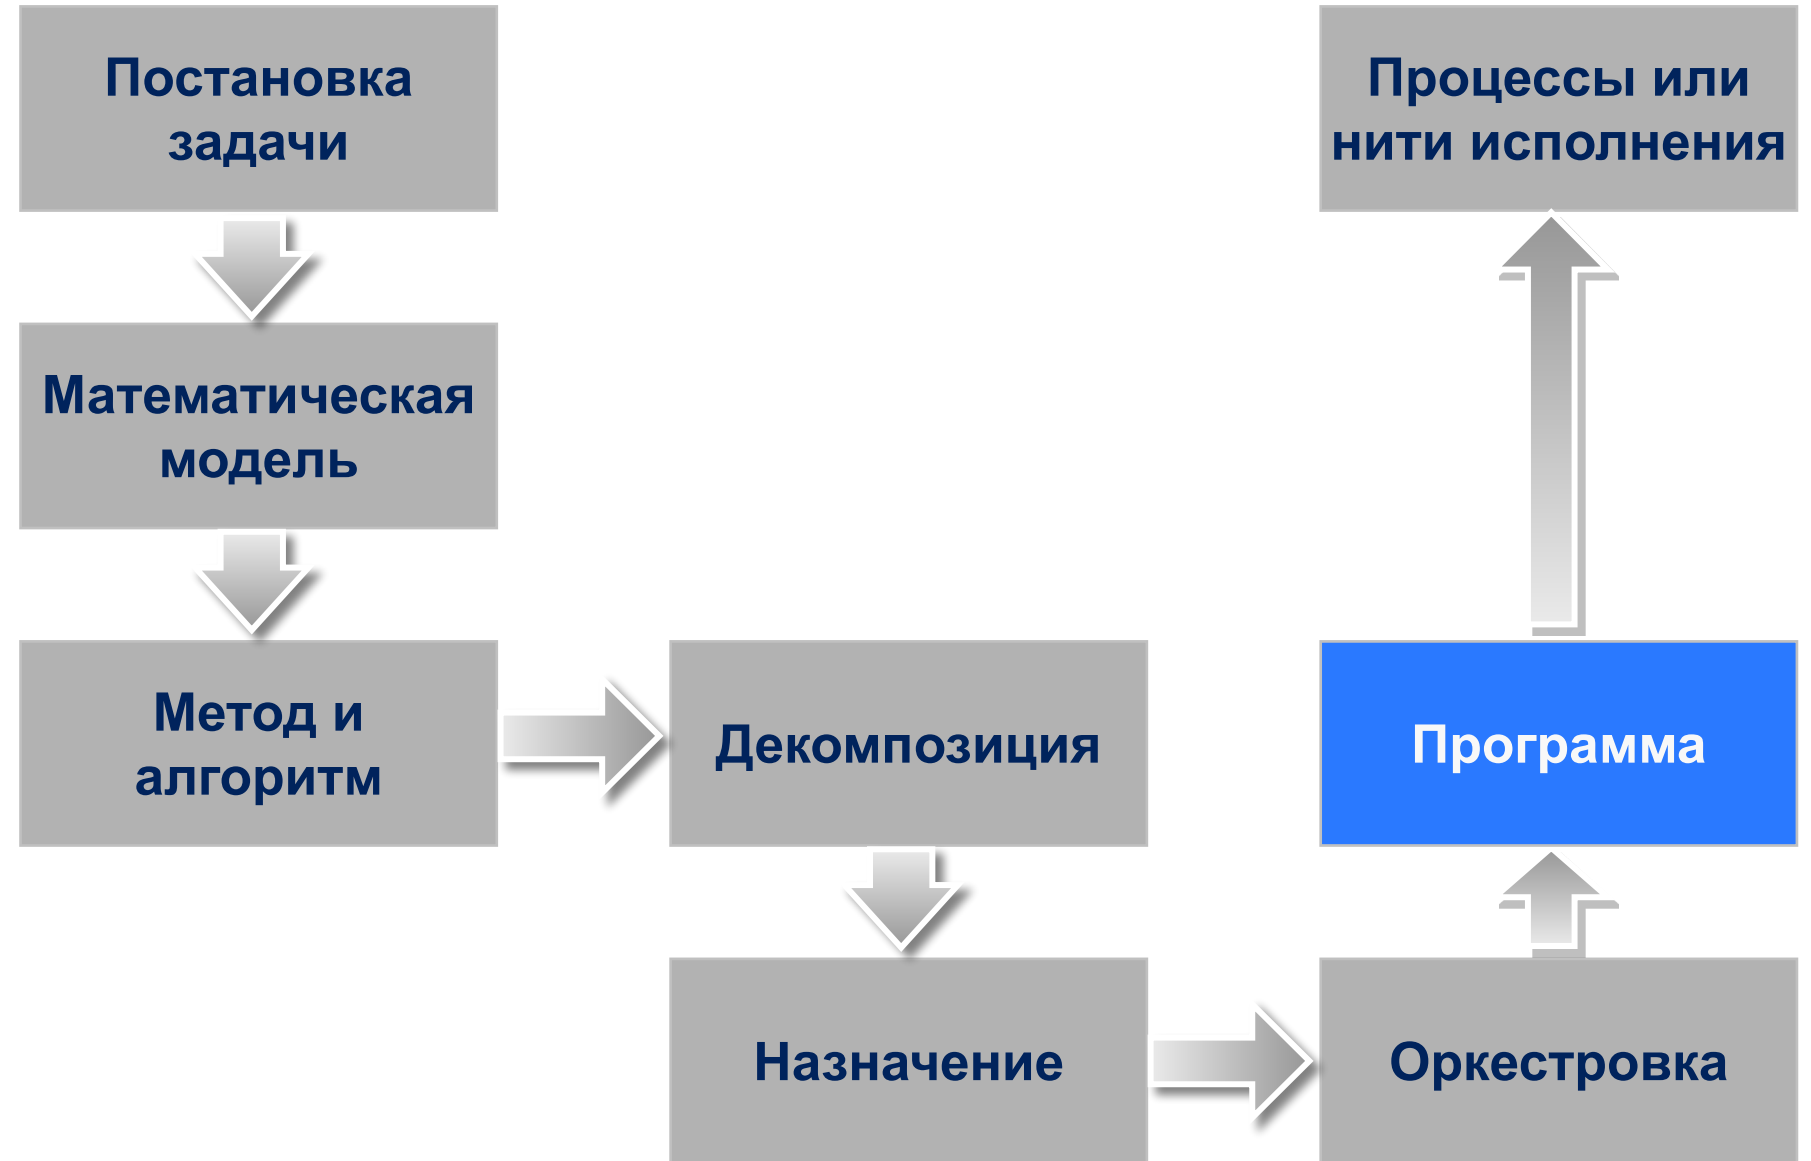 Постановка
задачи
Процессы или
нити исполнения
Математическая
модель
Метод и
алгоритм
Декомпозиция
Программа
Назначение
Оркестровка